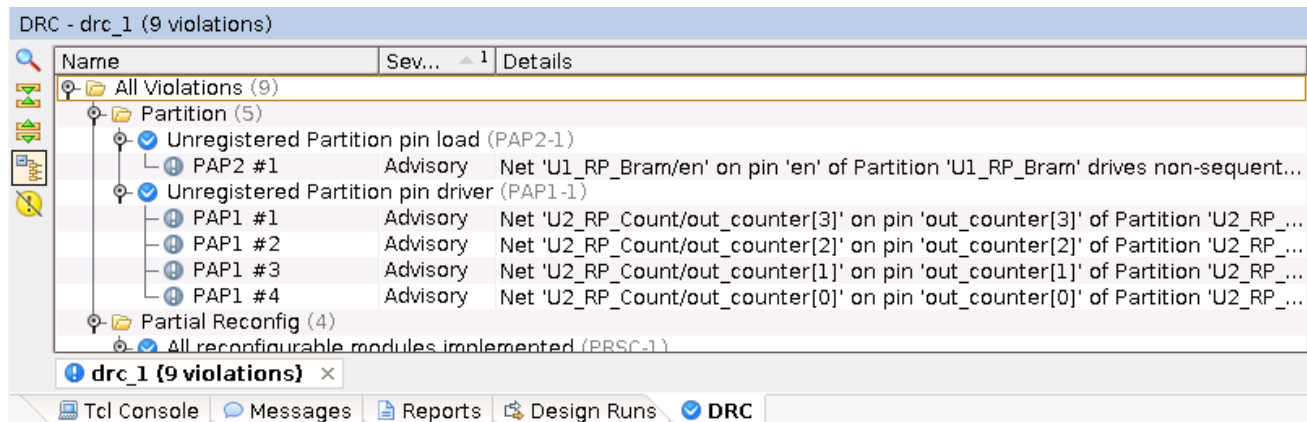 DRC - drc_1 (9 violations)
Name Sev... 1 Details
All Violations (9)
Partition (5)
Unregistered Partition pin load (PAP2-1)
PAP2 #1 Advisory Net 'U1_RP_Bram/en' on pin 'en' of Partition 'U1_RP_Bram' drives non-sequent...
Unregistered Partition pin driver (PAP1-1)
PAP1 #1 Advisory Net 'U2_RP_Count/out_counter[3]' on pin 'out_counter[3]' of Partition 'U2_RP_...
PAP1 #2 Advisory Net 'U2_RP_Count/out_counter[2]' on pin 'out_counter[2]' of Partition 'U2_RP_...
PAP1 #3 Advisory Net 'U2_RP_Count/out_counter[1]' on pin 'out_counter[1]' of Partition 'U2_RP_...
PAP1 #4 Advisory Net 'U2_RP_Count/out_counter[0]' on pin 'out_counter[0]' of Partition 'U2_RP_...
Partial Reconfig (4)
All reconfigurable modules implemented (PRSC-1)
drc_1 (9 violations) ×
Tcl Console Messages Reports Design Runs DRC